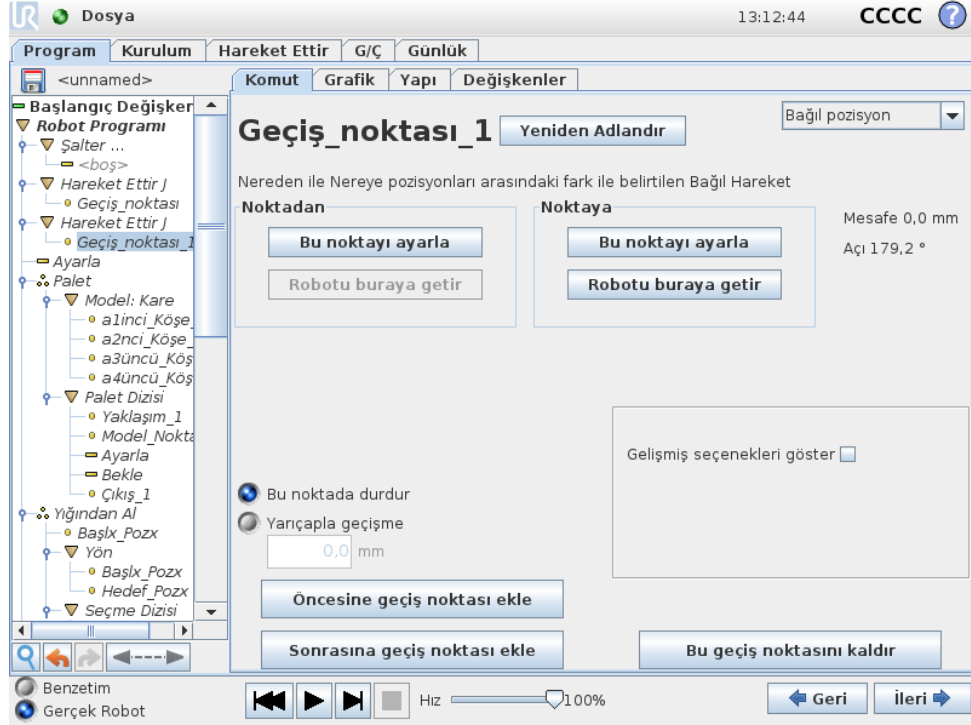 UR Dosya 13:12:44 CCCC ?
Program Kurulum Hareket Ettir G/Ç Günlük
<unnamed> Komut Grafik Yapı Değişkenler
Başlangıç Değişker
Robot Programı
Şalter ...
<boş>
Hareket Ettir J
Geçiş_noktası
Hareket Ettir J
Geçiş_noktası_1
Ayarla
Palet
Model: Kare
a1inci_Köşe_
a2nci_Köşe_
a3üncü_Köş
a4üncü_Köş
Palet Dizisi
Yaklaşım_1
Model_Nokta
Ayarla
Bekle
Çıkış_1
Yığından Al
Başlx_Pozx
Yön
Başlx_Pozx
Hedef_Pozx
Seçme Dizisi
Geçiş_noktası_1 Yeniden Adlandır Bağıl pozisyon
Nereden ile Nereye pozisyonları arasındaki fark ile belirtilen Bağıl Hareket
Noktadan Noktaya
Bu noktayı ayarla Bu noktayı ayarla Mesafe 0,0 mm
Robotu buraya getir Robotu buraya getir Açı 179,2 °
Gelişmiş seçenekleri göster
Bu noktada durdur
Yarıçapla geçişme
0,0 mm
Öncesine geçiş noktası ekle
Sonrasına geçiş noktası ekle Bu geçiş noktasını kaldır
Benzetim
Gerçek Robot
Hız 100% Geri İleri